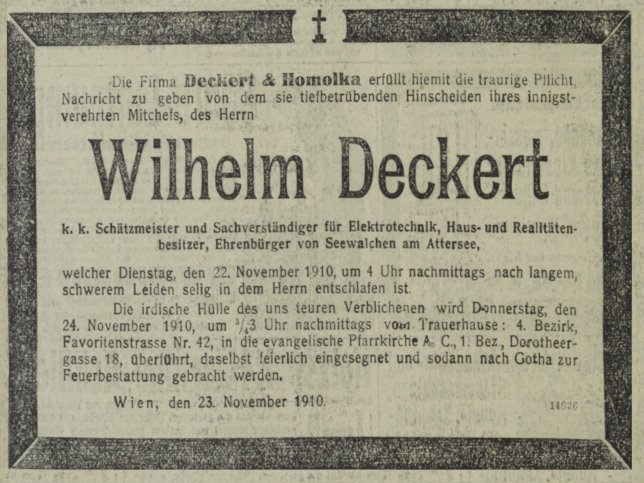 Die Firma Deckert & Homolka erfüllt hiemit die traurige Pflicht,
Nachricht zu geben von dem sie tiefbetrübenden Hinscheiden ihres innigst-
verehrten Mitchefs, des Herrn
Wilhelm Deckert
k. k. Schätzmeister und Sachverständiger für Elektrotechnik, Haus- und Realitäten-
besitzer, Ehrenbürger von Seewalchen am Attersee,
welcher Dienstag, den 22. November 1910, um 4 Uhr nachmittags nach langem,
schwerem Leiden selig in dem Herrn entschlafen ist.
Die irdische Hülle des uns teuren Verblichenen wird Donnerstag, den
24. November 1910, um ³/₄3 Uhr nachmittags vom Trauerhause: 4. Bezirk,
Favoritenstrasse Nr. 42, in die evangelische Pfarrkirche A. C., 1. Bez., Dorotheer-
gasse 18, überführt, daselbst feierlich eingesegnet und sodann nach Gotha zur
Feuerbestattung gebracht werden.
Wien, den 23. November 1910.